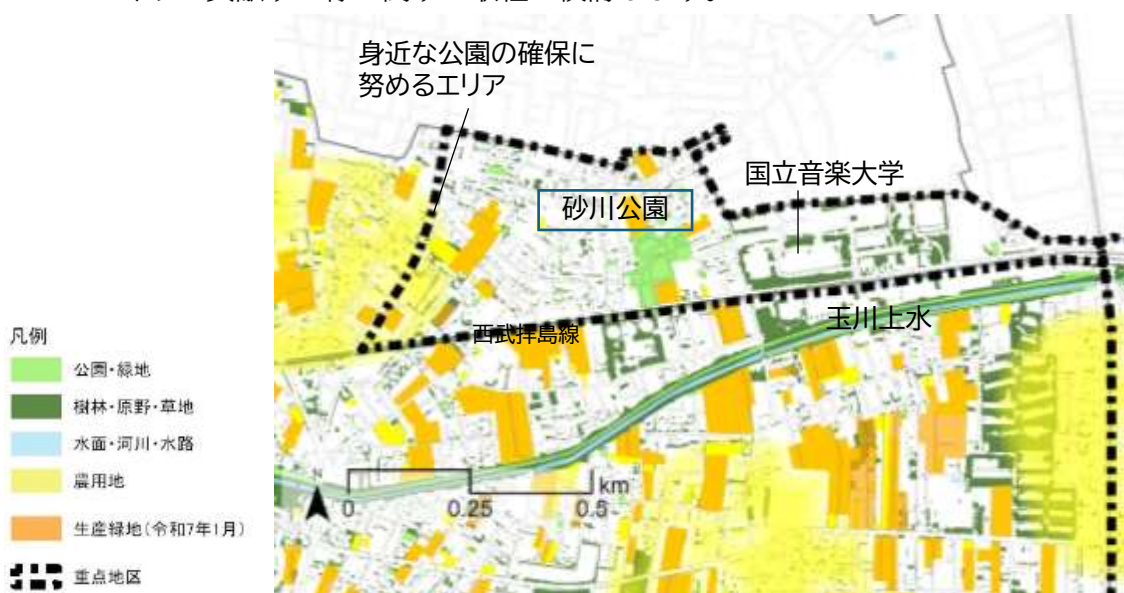 身近な公園の確保に
努めるエリア
国立音楽大学
砂川公園
玉川上水
西武拝島線
凡例
公園・緑地
樹林・原野・草地
水面・河川・水路
農用地
生産緑地(令和7年1月)
重点地区
km
0 0.25 0.5